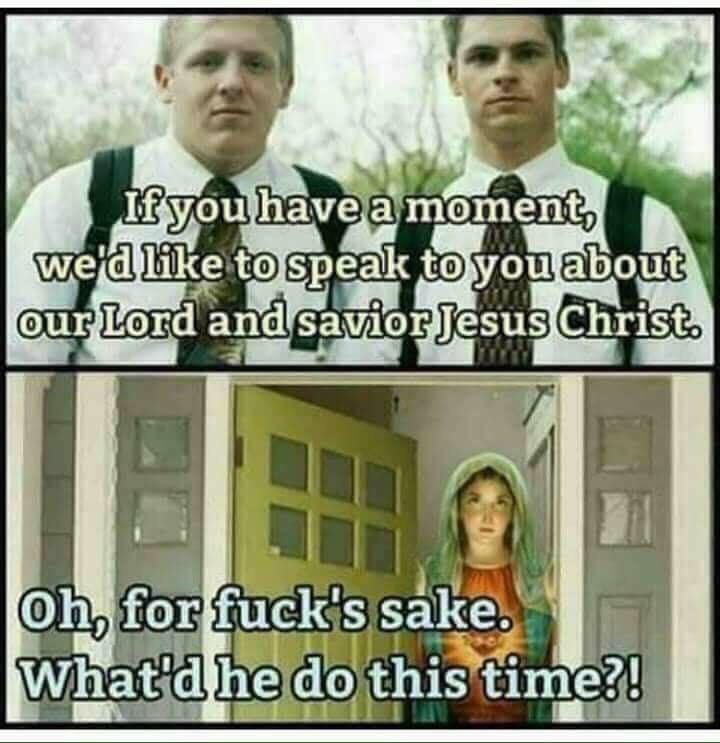 If you have a moment,
we'd like to speak to you about
our Lord and savior Jesus Christ.
Oh, for fuck's sake.
What'd he do this time?!